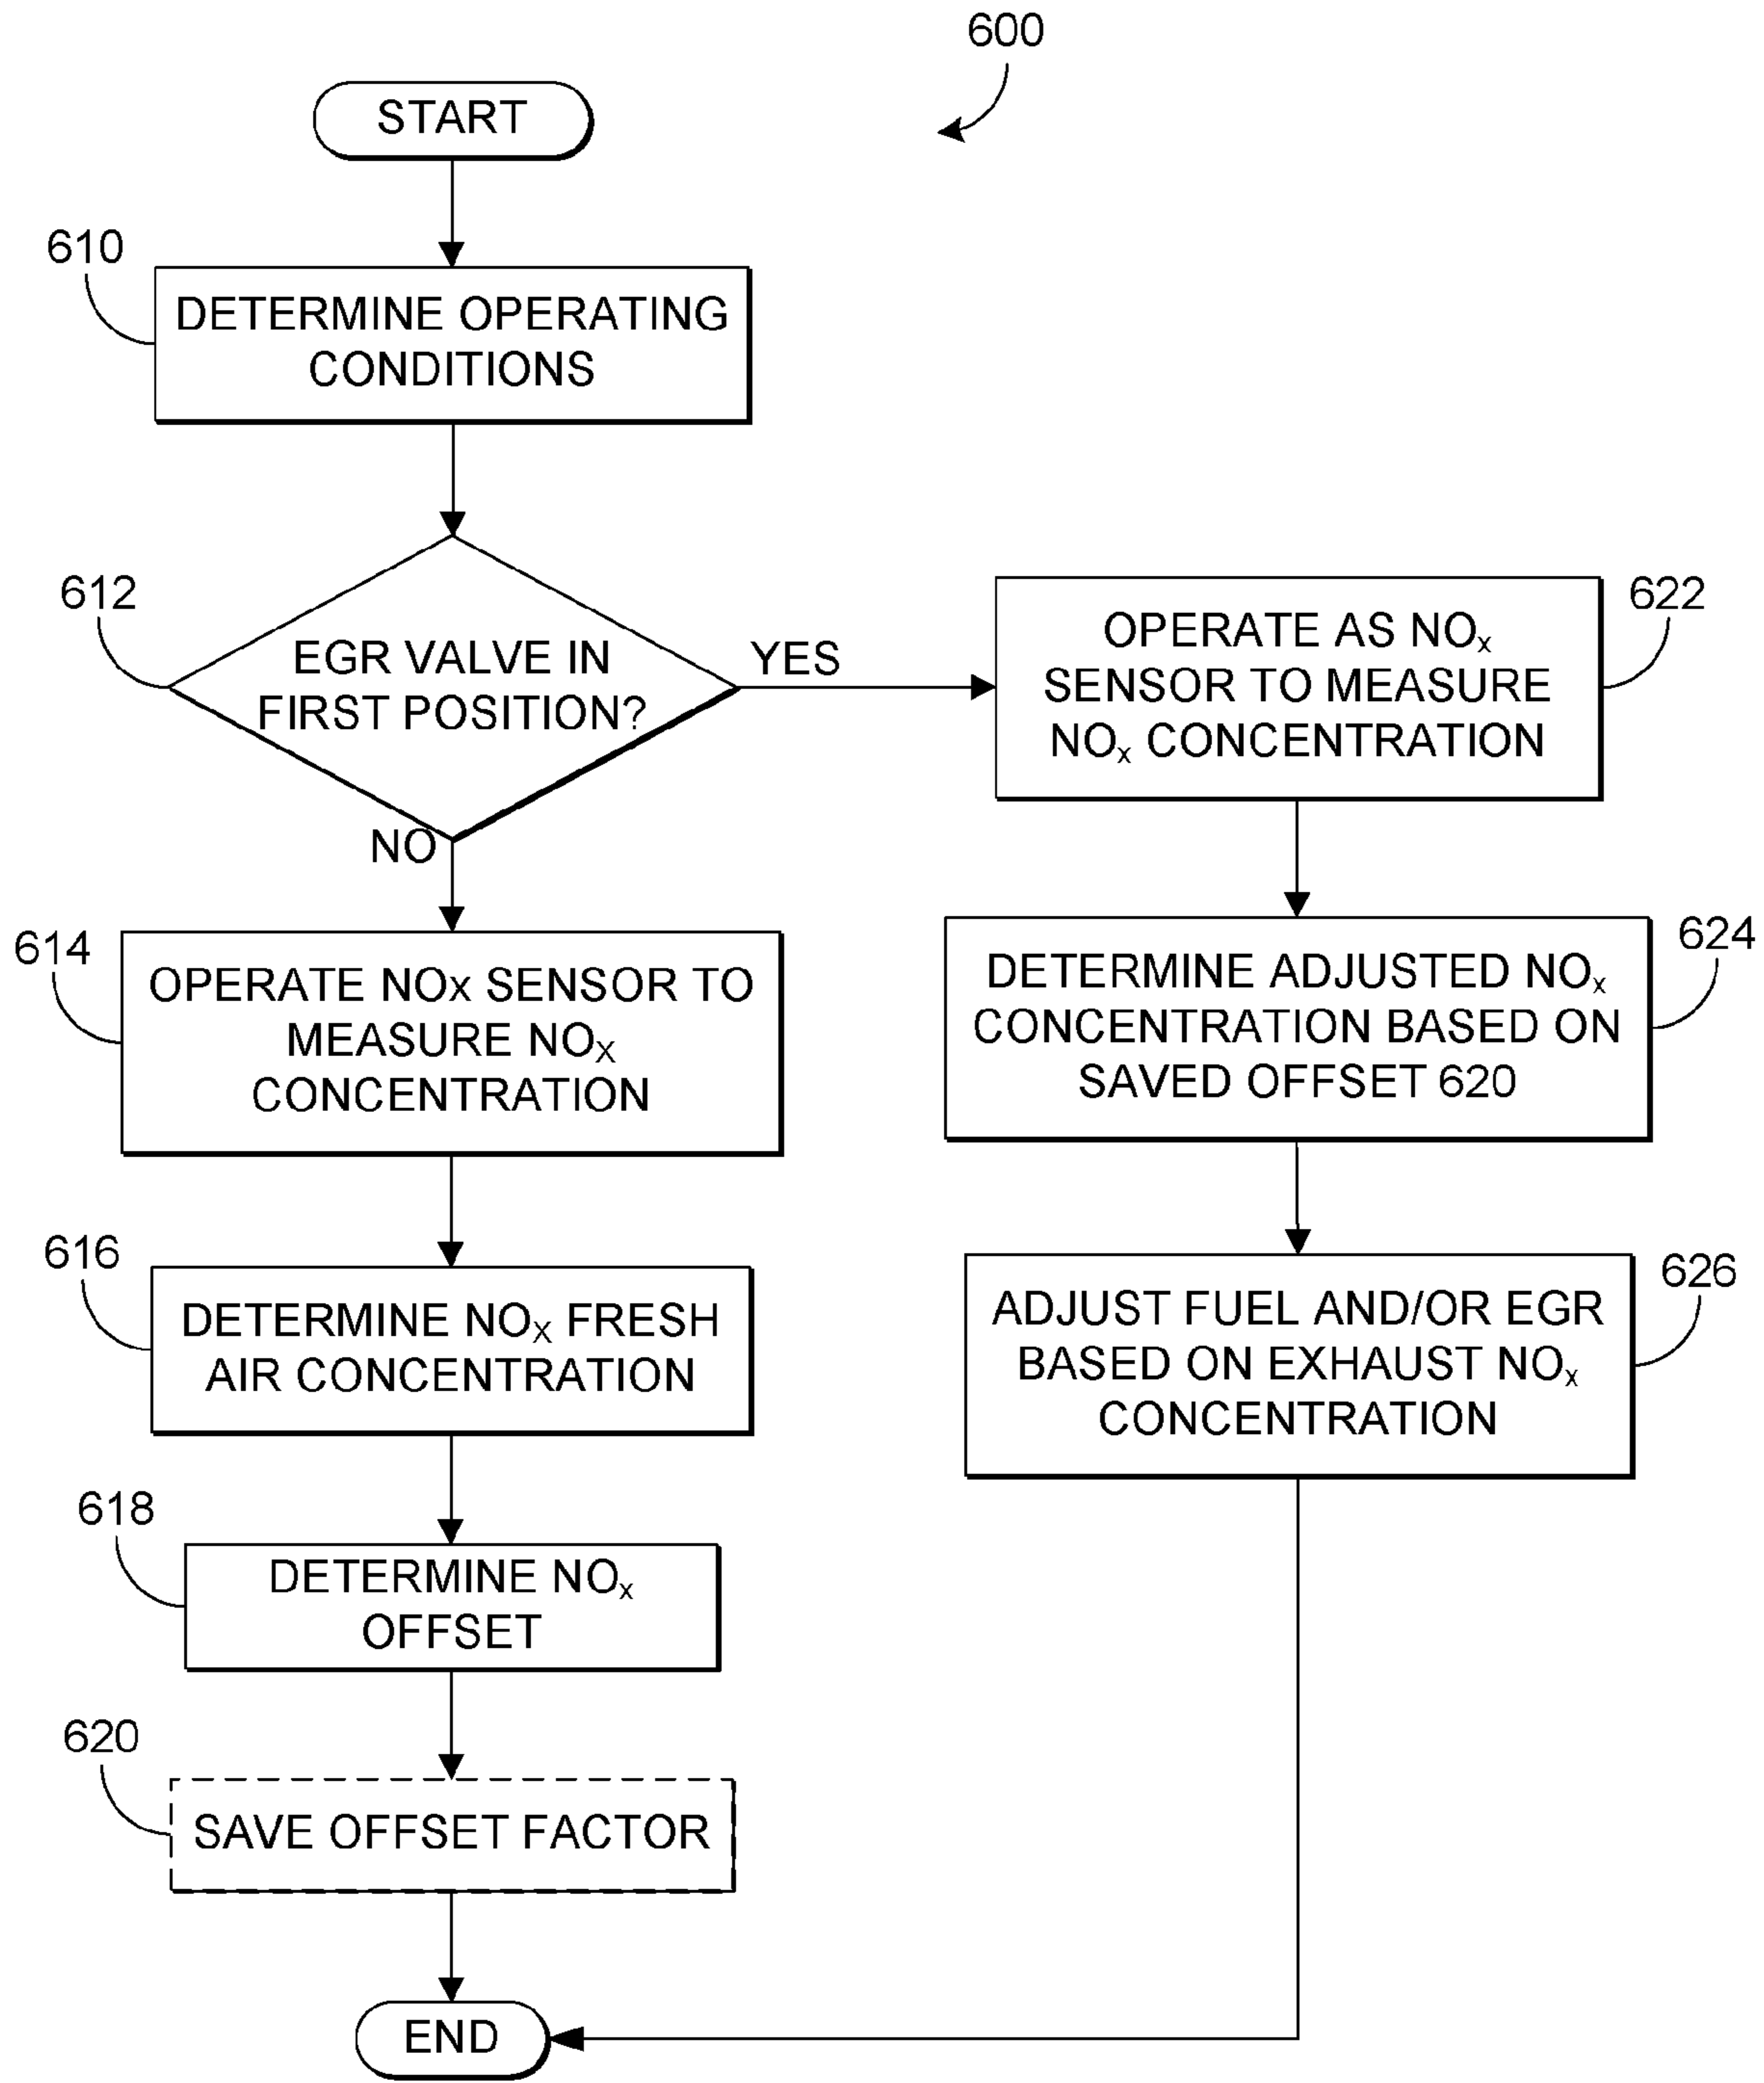 600
START
610
DETERMINE OPERATING
CONDITIONS
612
EGR VALVE IN
FIRST POSITION?
YES
NO
622
OPERATE AS NOx
SENSOR TO MEASURE
NOx CONCENTRATION
614
OPERATE NOx SENSOR TO
MEASURE NOX
CONCENTRATION
624
DETERMINE ADJUSTED NOx
CONCENTRATION BASED ON
SAVED OFFSET 620
616
DETERMINE NOX FRESH
AIR CONCENTRATION
626
ADJUST FUEL AND/OR EGR
BASED ON EXHAUST NOx
CONCENTRATION
618
DETERMINE NOx
OFFSET
620
SAVE OFFSET FACTOR
END